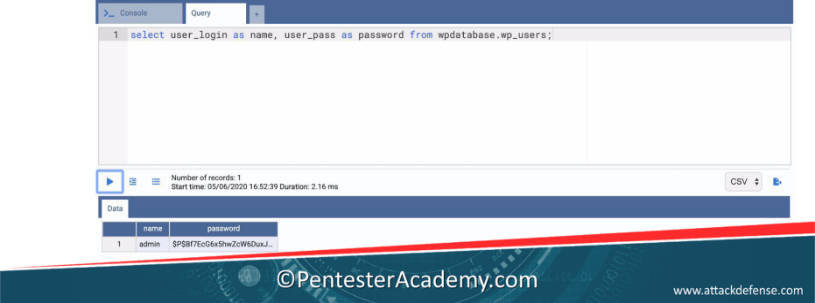 >_ Console Query +
1 select user_login as name, user_pass as password from wpdatabase.wp_users;
Number of records: 1
Start time: 05/06/2020 16:52:39 Duration: 2.16 ms
CSV
Data
name password
1 admin $P$Bf7EcG6x5hwZcW6DuxJ...
©PentesterAcademy.com
www.attackdefense.com